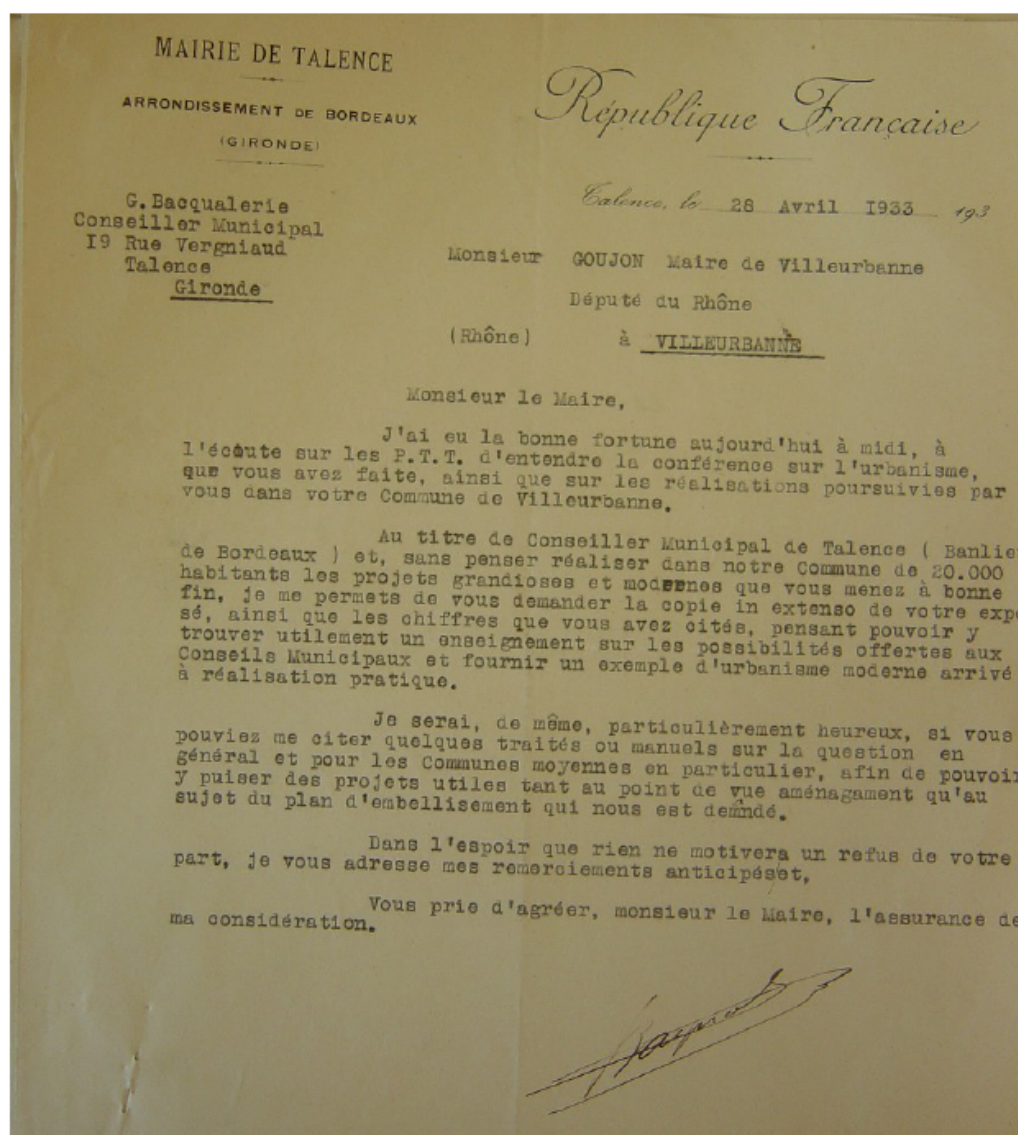 MAIRIE DE TALENCE
ARRONDISSEMENT DE BORDEAUX
(GIRONDE)
République Française
Talence, le 28 Avril I933 193
G.Bacqualerie
Conseiller Municipal
I9 Rue Vergniaud
Talence
Gironde
Monsieur GOUJON Maire de Villeurbanne
Député du Rhône
(Rhône) à VILLEURBANNE
Monsieur le Maire,
J'ai eu la bonne fortune aujourd'hui à midi, à
l'écoute sur les P.T.T. d'entendre la conférence sur l'urbanisme,
que vous avez faite, ainsi que sur les réalisations poursuivies par
vous dans votre Commune de Villeurbanne.
Au titre de Conseiller Municipal de Talence ( Banlieu
de Bordeaux ) et, sans penser réaliser dans notre Commune de 20.000
habitants les projets grandioses et modernes que vous menez à bonne
fin, je me permets de vous demander la copie in extenso de votre expo
sé, ainsi que les chiffres que vous avez cités, pensant pouvoir y
trouver utilement un enseignement sur les possibilités offertes aux
Conseils Municipaux et fournir un exemple d'urbanisme moderne arrivé
à réalisation pratique.
Je serai, de même, particulièrement heureux, si vous
pouviez me citer quelques traités ou manuels sur la question en
général et pour les Communes moyennes en particulier, afin de pouvoir
y puiser des projets utiles tant au point de vue aménagament qu'au
sujet du plan d'embellisement qui nous est demândé.
Dans l'espoir que rien ne motivera un refus de votre
part, je vous adresse mes remerciements anticipés et,
Vous prie d'agréer, monsieur le Maire, l'assurance de
ma considération.